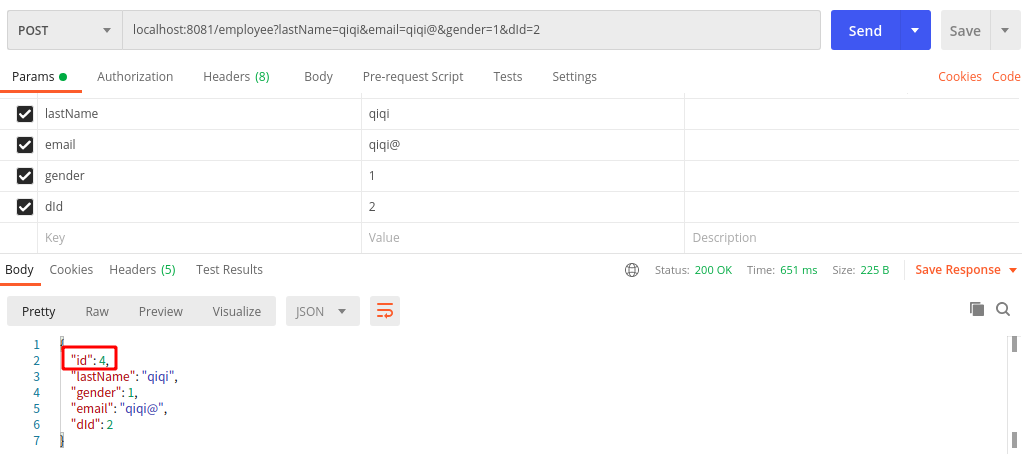 POST localhost:8081/employee?lastName=qiqi&email=qiqi@&gender=1&dId=2 Send Save
Params Authorization Headers (8) Body Pre-request Script Tests Settings Cookies Code
lastName qiqi
email qiqi@
gender 1
dId 2
Key Value Description
Body Cookies Headers (5) Test Results Status: 200 OK Time: 651 ms Size: 225 B Save Response
Pretty Raw Preview Visualize JSON
1 {
2 "id": 4,
3 "lastName": "qiqi",
4 "gender": 1,
5 "email": "qiqi@",
6 "dId": 2
7 }